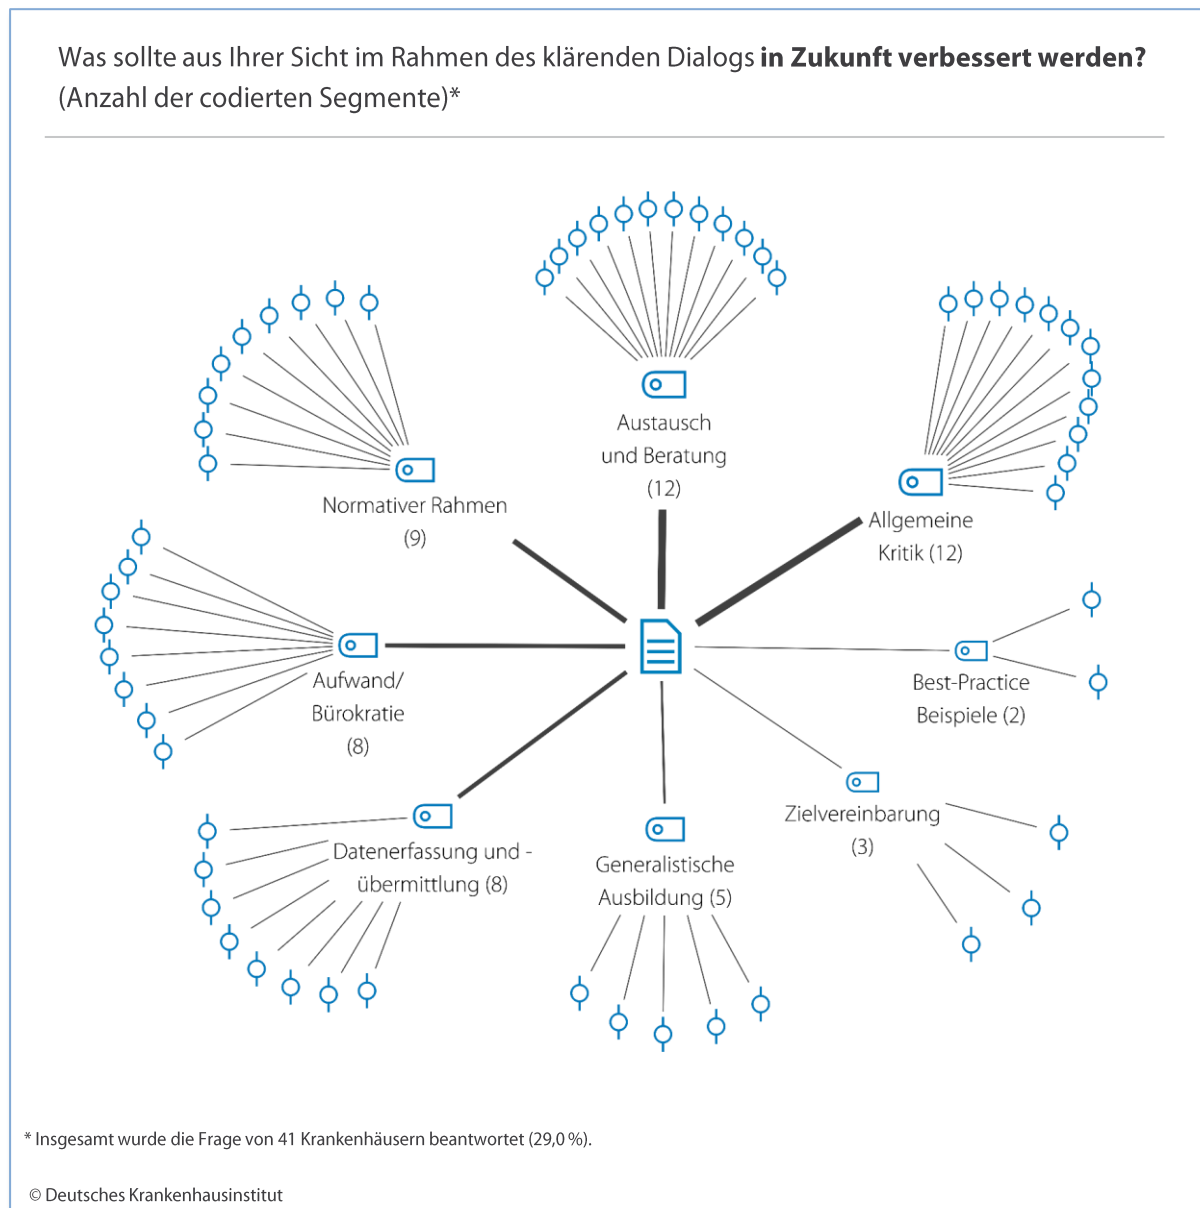 Was sollte aus Ihrer Sicht im Rahmen des klärenden Dialogs in Zukunft verbessert werden?
(Anzahl der codierten Segmente)*
Austausch
und Beratung
(12)
Normativer Rahmen
(9)
Allgemeine
Kritik (12)
Aufwand/
Bürokratie
(8)
Best-Practice
Beispiele (2)
Zielvereinbarung
(3)
Datenerfassung und -
übermittlung (8)
Generalistische
Ausbildung (5)
* Insgesamt wurde die Frage von 41 Krankenhäusern beantwortet (29,0 %).
© Deutsches Krankenhausinstitut